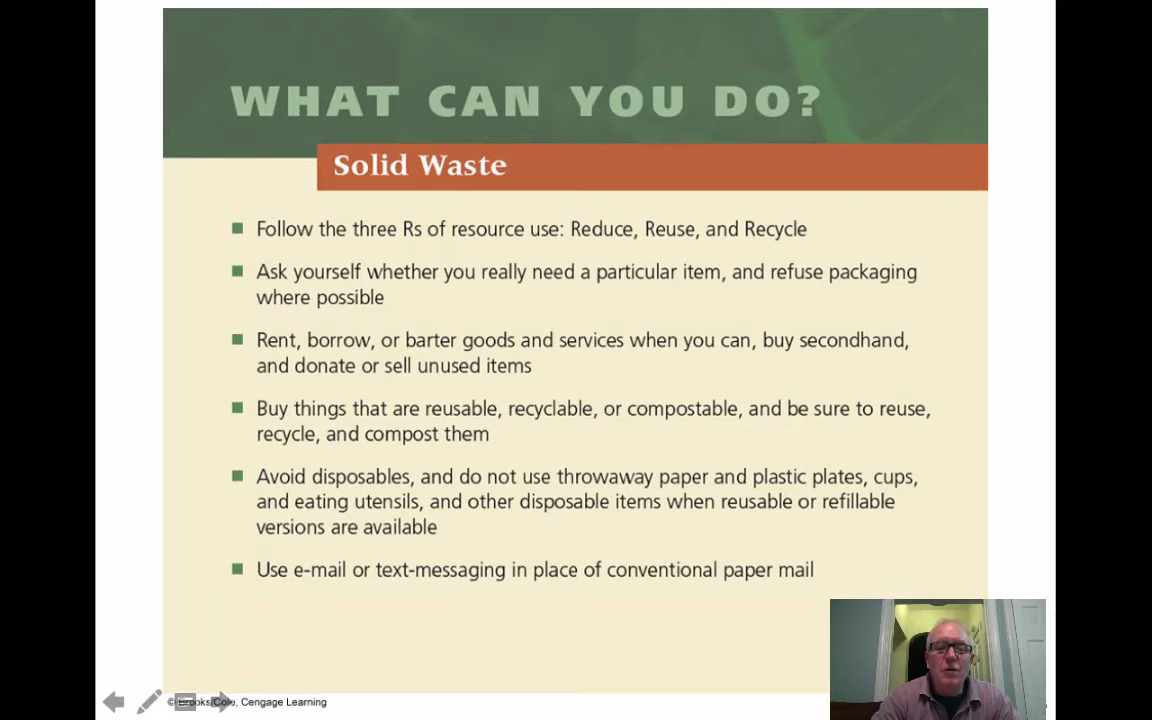 WHAT CAN YOU DO?
Solid Waste
Follow the three Rs of resource use: Reduce, Reuse, and Recycle
Ask yourself whether you really need a particular item, and refuse packaging
where possible
Rent, borrow, or barter goods and services when you can, buy secondhand,
and donate or sell unused items
Buy things that are reusable, recyclable, or compostable, and be sure to reuse,
recycle, and compost them
Avoid disposables, and do not use throwaway paper and plastic plates, cups,
and eating utensils, and other disposable items when reusable or refillable
versions are available
Use e-mail or text-messaging in place of conventional paper mail
© Brooks/Cole, Cengage Learning